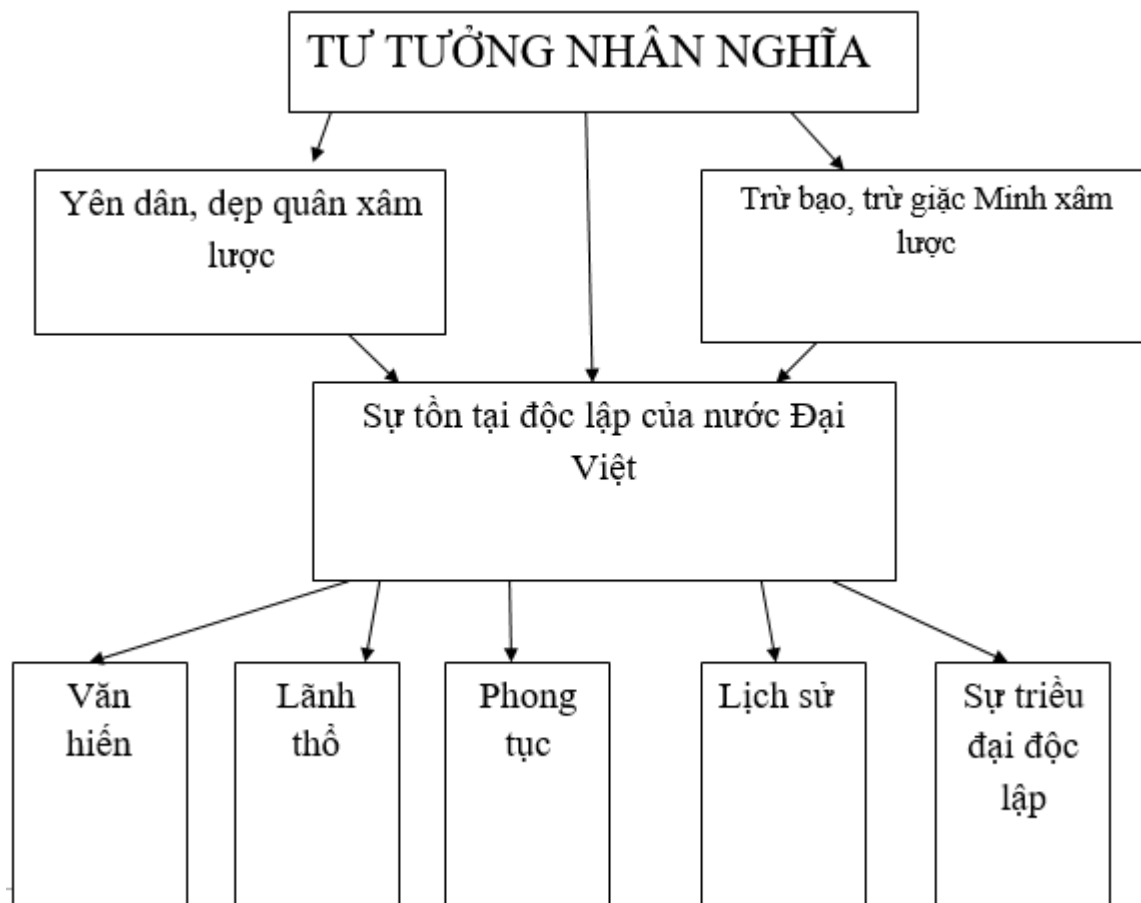 TƯ TƯỞNG NHÂN NGHĨA
Yên dân, dẹp quân xâm
lược
Trừ bạo, trừ giặc Minh xâm
lược
Sự tồn tại độc lập của nước Đại
Việt
Văn
hiến
Lãnh
thổ
Phong
tục
Lịch sử
Sự triều
đại độc
lập